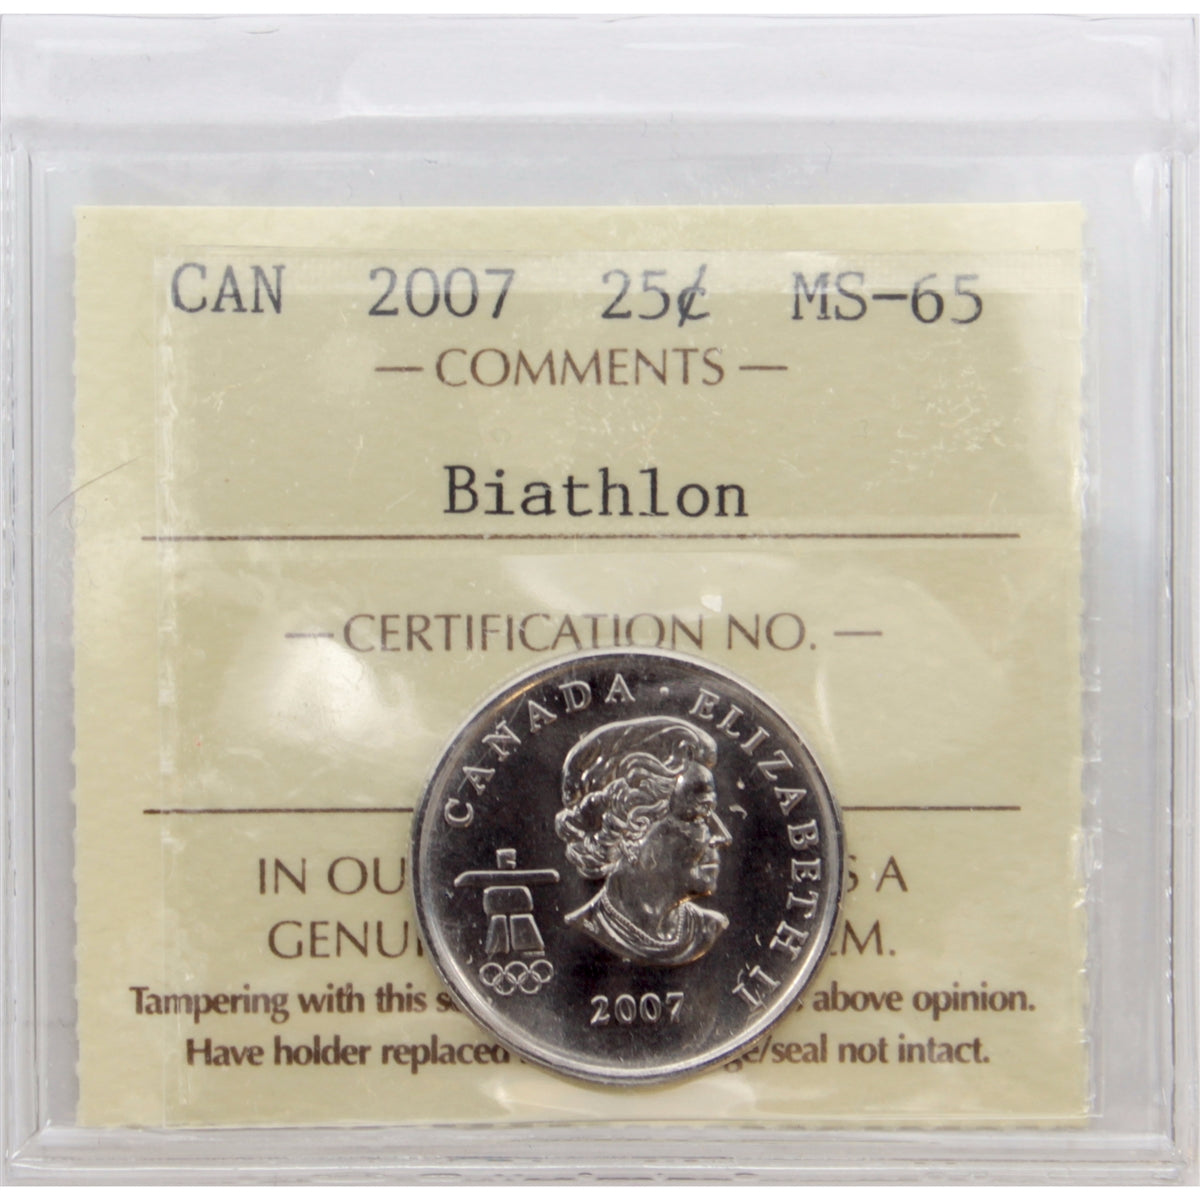 CAN 2007 25¢ MS-65
— COMMENTS —
Biathlon
— CERTIFICATION NO. —
CANADA · ELIZABETH II
2007
IN OU S A
GENU EM.
Tampering with this s above opinion.
Have holder replaced ge/seal not intact.